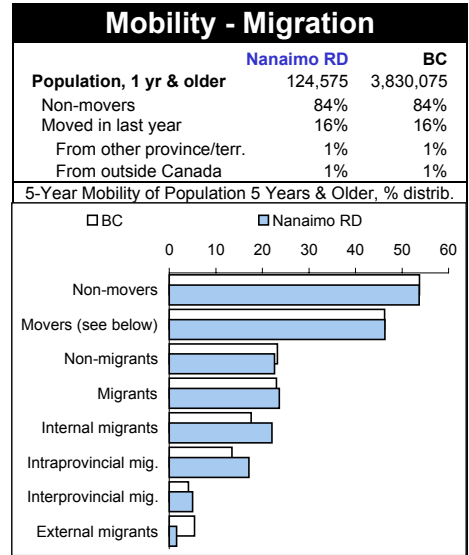 Mobility - Migration
Nanaimo RD BC
Population, 1 yr & older 124,575 3,830,075
Non-movers 84% 84%
Moved in last year 16% 16%
From other province/terr. 1% 1%
From outside Canada 1% 1%
5-Year Mobility of Population 5 Years & Older, % distrib.
BC Nanaimo RD
0 10 20 30 40 50 60
Non-movers
Movers (see below)
Non-migrants
Migrants
Internal migrants
Intraprovincial mig.
Interprovincial mig.
External migrants